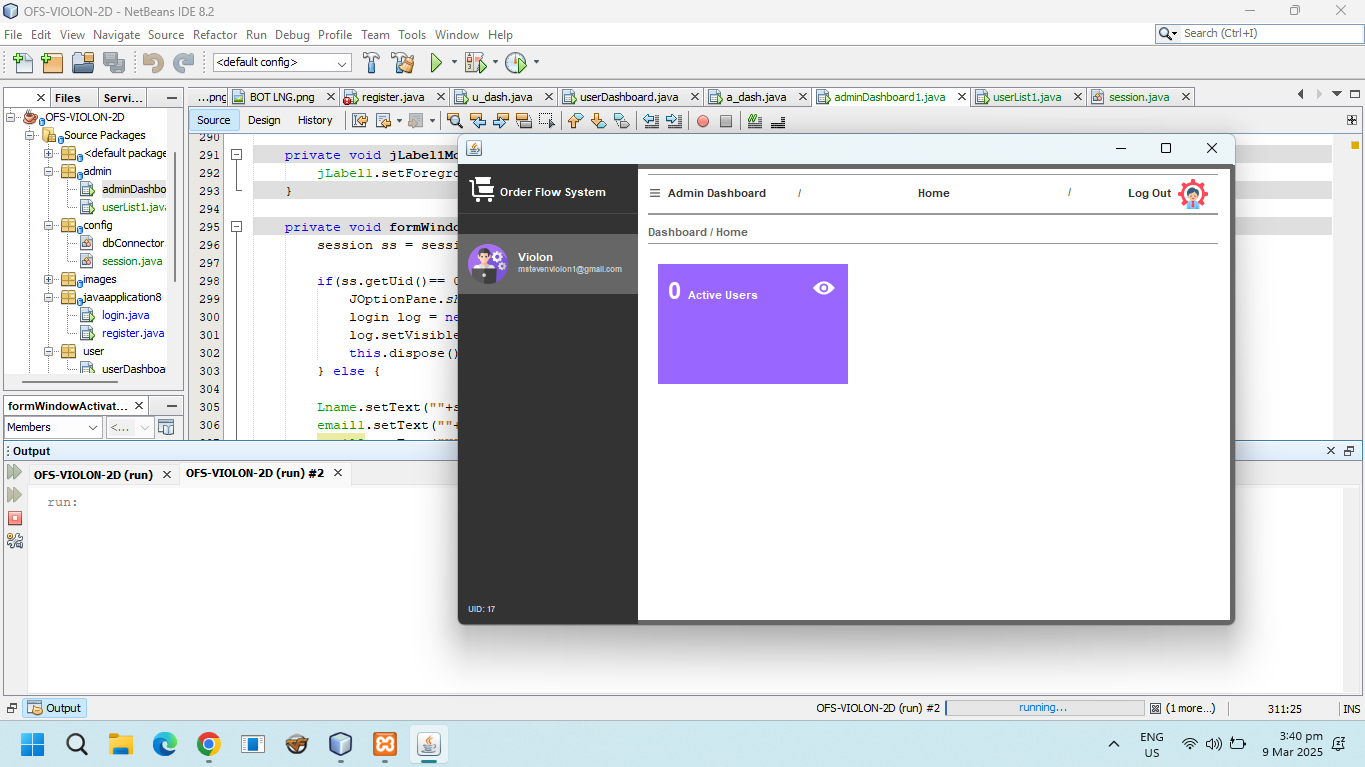 OFS-VIOLON-2D - NetBeans IDE 8.2
File Edit View Navigate Source Refactor Run Debug Profile Team Tools Window Help
Search (Ctrl+I)
<default config>
Files Servi...
...png BOT LNG.png register.java u_dash.java userDashboard.java a_dash.java adminDashboard1.java userList1.java session.java
Source Design History
OFS-VIOLON-2D
Source Packages
<default package
admin
adminDashbo
userList1.java
config
dbConnector.
session.java
images
javaapplication8
login.java
register.java
user
userDashboa
formWindowActivat...
Members <...
290
291 private void jLabel1Mo
292 jLabel1.setForegro
293 }
294
295 private void formWindo
296 session ss = sessi
297
298 if(ss.getUid()== 0
299 JOptionPane.sh
300 login log = ne
301 log.setVisible
302 this.dispose()
303 } else {
304
305 Lname.setText(""+s
306 emaill.setText(""+
Order Flow System
Violon
mstevenviolon1@gmail.com
UID: 17
Admin Dashboard / Home / Log Out
Dashboard / Home
0 Active Users
Output
OFS-VIOLON-2D (run) OFS-VIOLON-2D (run) #2
run:
Output
OFS-VIOLON-2D (run) #2 running... (1 more...) 311:25 INS
ENG
US
3:40 pm
9 Mar 2025